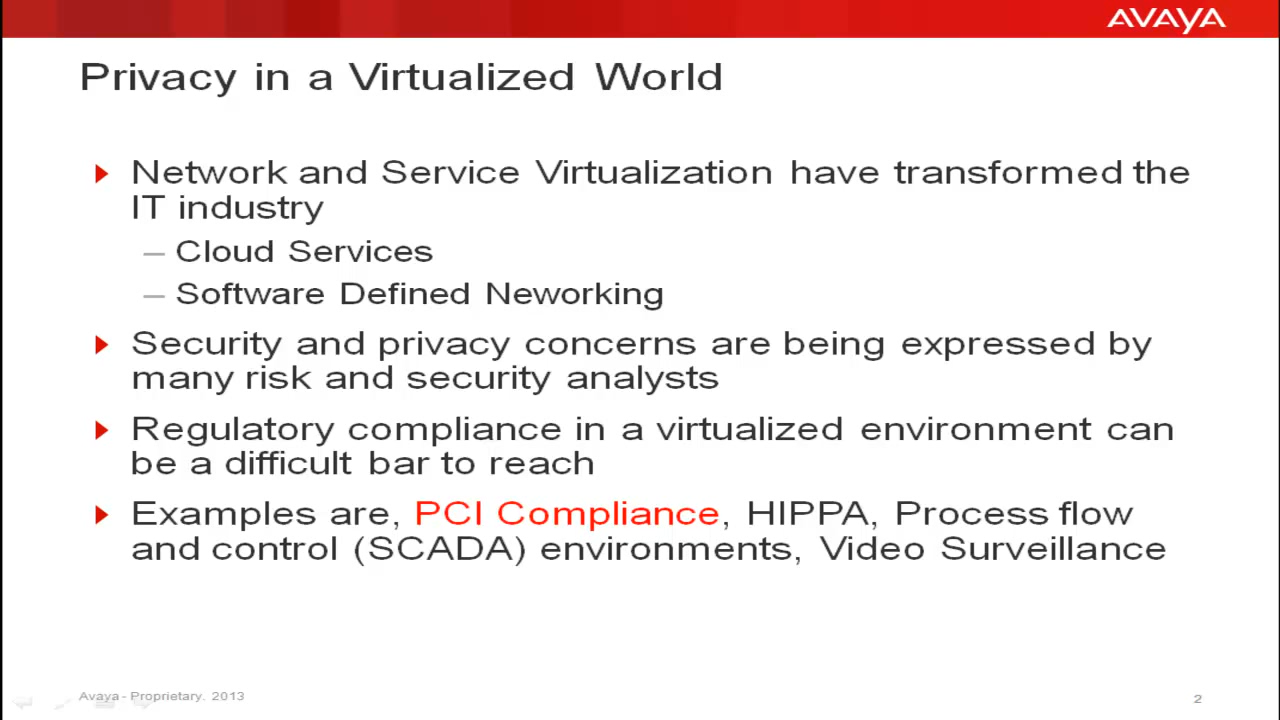 AVAYA
Privacy in a Virtualized World
Network and Service Virtualization have transformed the
IT industry
– Cloud Services
– Software Defined Neworking
Security and privacy concerns are being expressed by
many risk and security analysts
Regulatory compliance in a virtualized environment can
be a difficult bar to reach
Examples are, PCI Compliance, HIPPA, Process flow
and control (SCADA) environments, Video Surveillance
Avaya - Proprietary. 2013
2